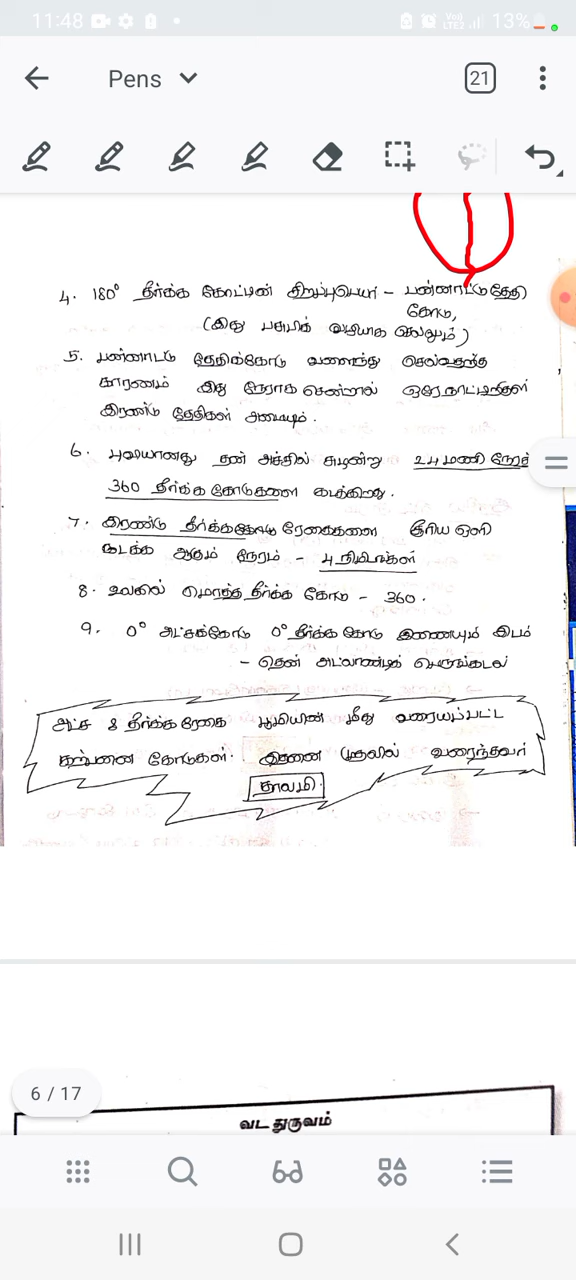 11:48
Vo))
LTE2
13%
Pens
21
4. 180° தீர்க்க கோட்டின் சிறப்புபெயர் - பன்னாட்டு தேதி
கோடு,
(இது பசுபிக் வழியாக செல்லும்)
5. பன்னாட்டு தேதிக்கோடு வளைந்து செல்வதற்கு
காரணம் இது நேராக சென்றால் ஒரே நாட்டிற்குள்
இரண்டு தேதிகள் அமையும்.
6. புவியானது தன் அச்சில் சுழன்று 24 மணி நேரத்
360 தீர்க்க கோடுகளை கடக்கிறது.
7. இரண்டு தீர்க்ககோடு ரேகைகளை சூரிய ஒளி
கடக்க ஆகும் நேரம் - 4 நிமிடங்கள்
8. உலகில் மொத்த தீர்க்க கோடு - 360.
9. 0° அட்சக்கோடு 0° தீர்க்க கோடு இணையும் இடம்
- தென் அட்லாண்டிக் பெருங்கடல்
அட்ச & தீர்க்க ரேகை பூமியின் மீது வரையப்பட்ட
கற்பனை கோடுகள். இதனை முதலில் வரைந்தவர்
தாலமி.
6 / 17
வட துருவம்